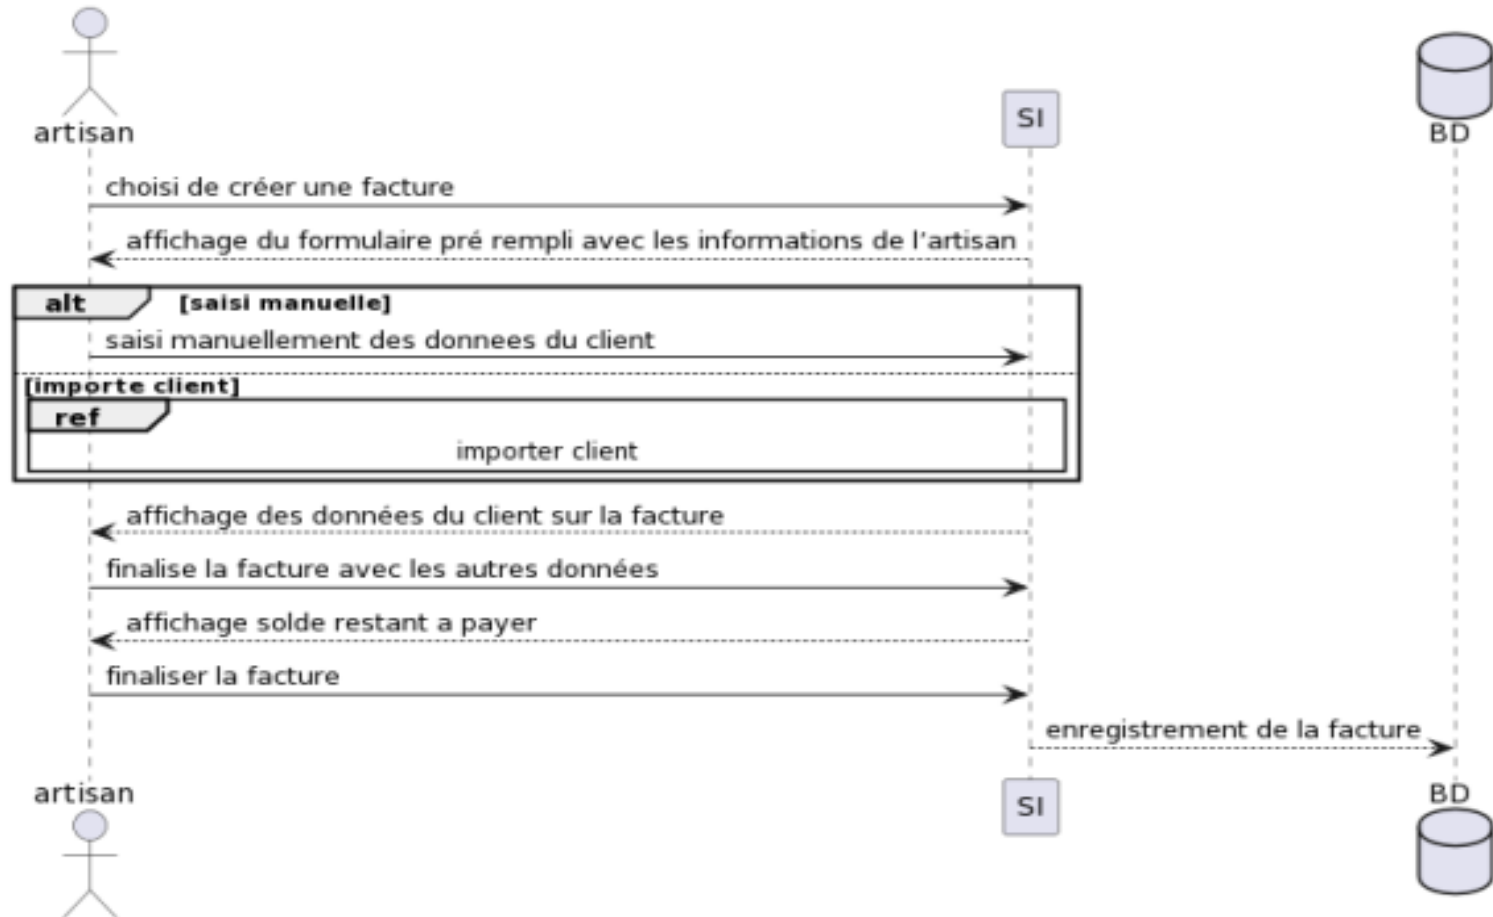 artisan
SI
BD
choisi de créer une facture
affichage du formulaire pré rempli avec les informations de l'artisan
alt [saisi manuelle]
saisi manuellement des donnees du client
[importe client]
ref
importer client
affichage des données du client sur la facture
finalise la facture avec les autres données
affichage solde restant a payer
finaliser la facture
enregistrement de la facture
artisan
SI
BD